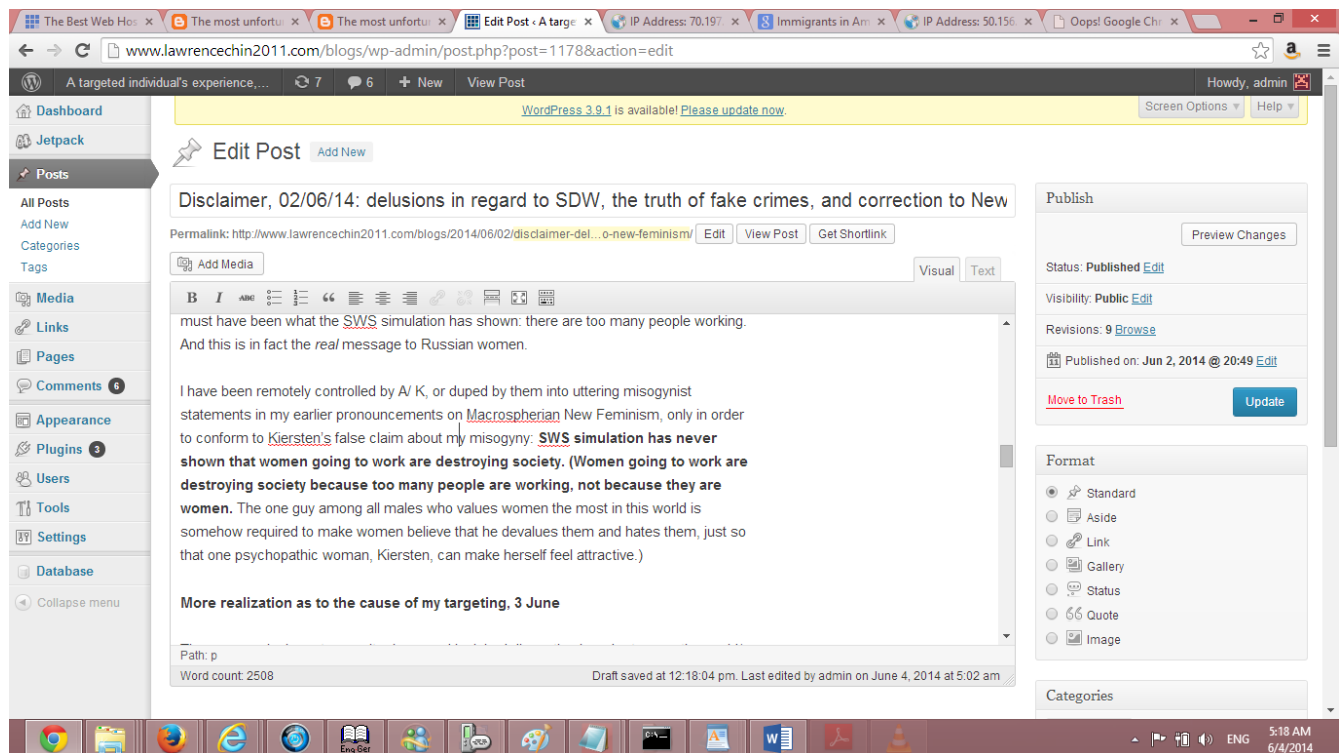 The Best Web Hos
The most unfortu
The most unfortur
Edit Post ‹ A targe
IP Address: 70.197.
Immigrants in Am
IP Address: 50.156.
Oops! Google Chr
www.lawrencechin2011.com/blogs/wp-admin/post.php?post=1178&action=edit
A targeted individual's experience,... 7 6 + New View Post Howdy, admin
WordPress 3.9.1 is available! Please update now.
Screen Options Help
Dashboard
Jetpack
Posts
All Posts
Add New
Categories
Tags
Media
Links
Pages
Comments 6
Appearance
Plugins 3
Users
Tools
Settings
Database
Collapse menu
Edit Post Add New
Disclaimer, 02/06/14: delusions in regard to SDW, the truth of fake crimes, and correction to New
Permalink: http://www.lawrencechin2011.com/blogs/2014/06/02/disclaimer-del...o-new-feminism/ Edit View Post Get Shortlink
Add Media
Visual Text
B I ABC
must have been what the SWS simulation has shown: there are too many people working.
And this is in fact the real message to Russian women.
I have been remotely controlled by A/ K, or duped by them into uttering misogynist
statements in my earlier pronouncements on Macrospherian New Feminism, only in order
to conform to Kiersten's false claim about my misogyny: SWS simulation has never
shown that women going to work are destroying society. (Women going to work are
destroying society because too many people are working, not because they are
women. The one guy among all males who values women the most in this world is
somehow required to make women believe that he devalues them and hates them, just so
that one psychopathic woman, Kiersten, can make herself feel attractive.)
More realization as to the cause of my targeting, 3 June
Path: p
Word count: 2508
Draft saved at 12:18:04 pm. Last edited by admin on June 4, 2014 at 5:02 am
Publish
Preview Changes
Status: Published Edit
Visibility: Public Edit
Revisions: 9 Browse
Published on: Jun 2, 2014 @ 20:49 Edit
Move to Trash
Update
Format
Standard
Aside
Link
Gallery
Status
Quote
Image
Categories
Eng Ger
ENG
5:18 AM
6/4/2014